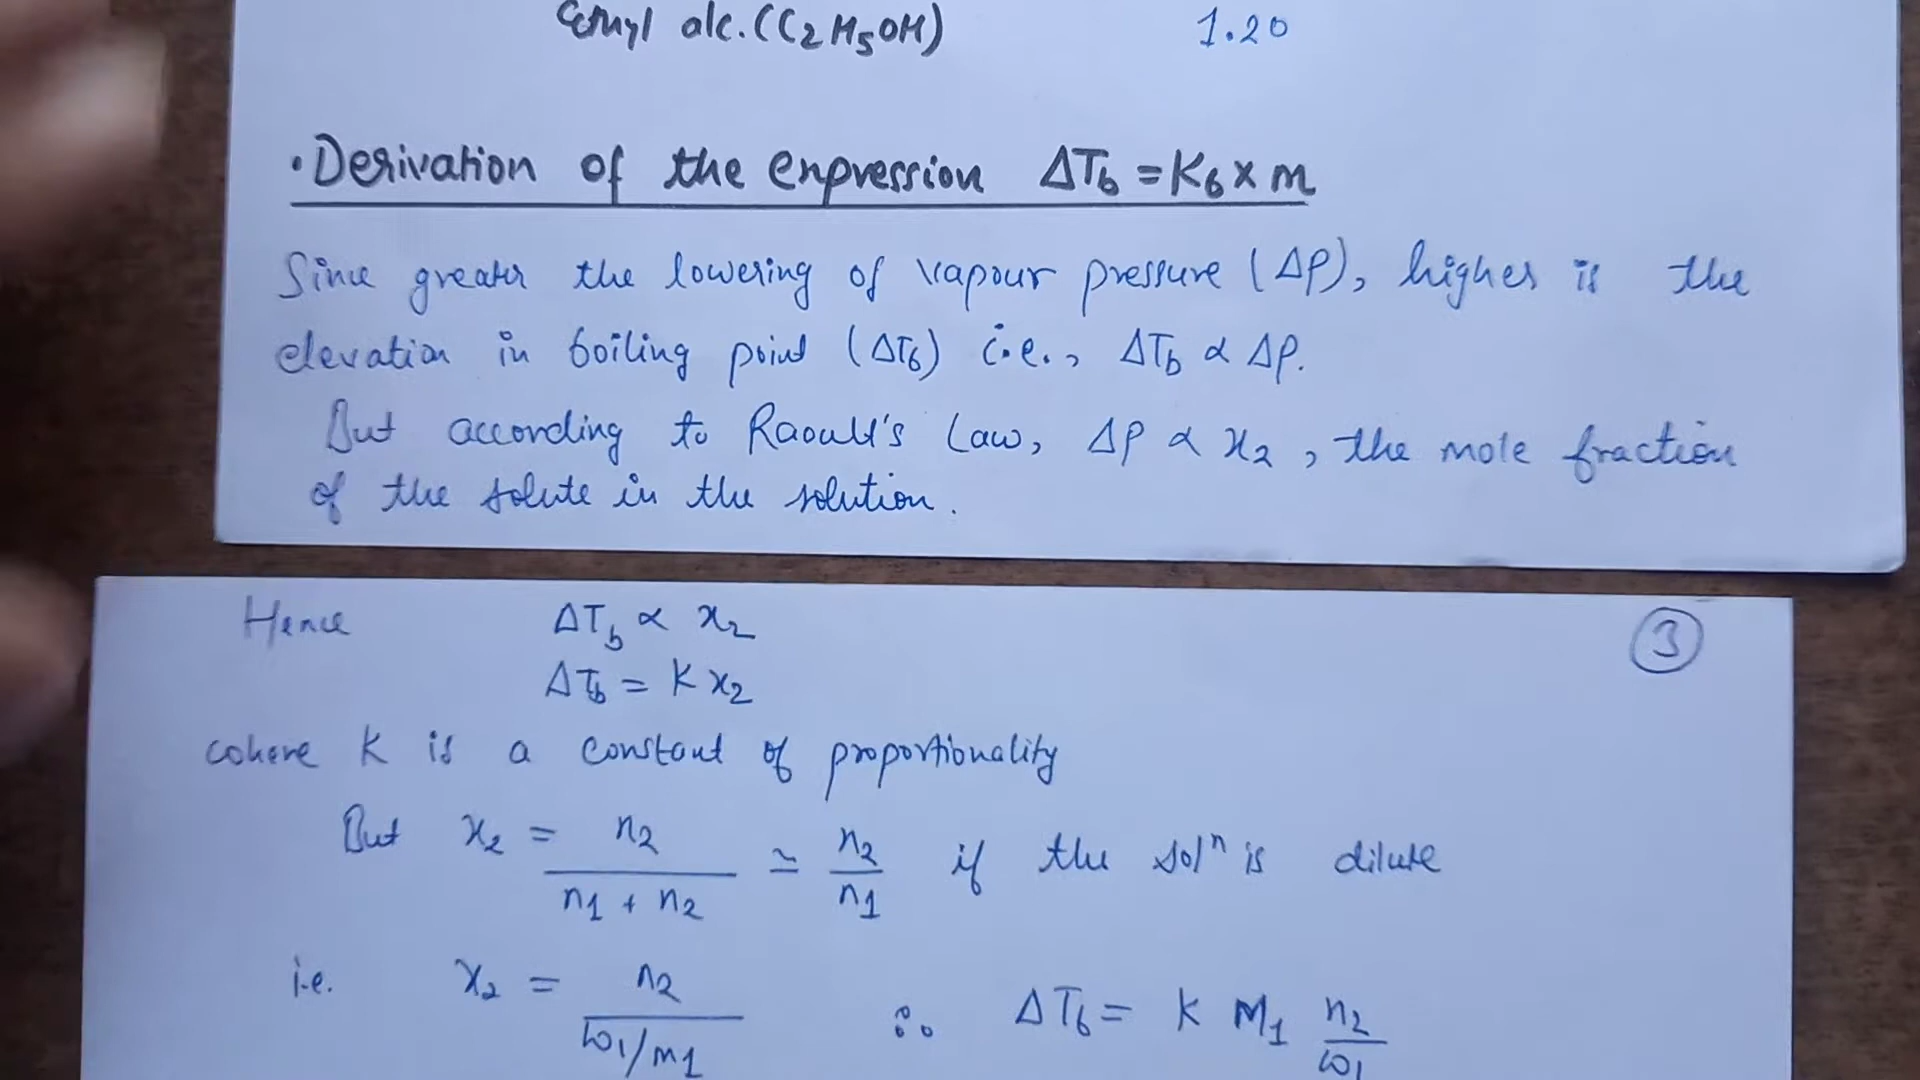 Ethyl alc. (C2H5OH) 1.20
• Derivation of the expression ΔTb = Kb x m
Since greater the lowering of vapour pressure (ΔP), higher is the
elevation in boiling point (ΔTb) i.e., ΔTb ∝ ΔP.
But according to Raoult's Law, ΔP ∝ x2, the mole fraction
of the solute in the solution.
Hence ΔTb ∝ x2
3
ΔTb = K x2
where K is a constant of proportionality
But x2 = n2 / (n1 + n2) ≃ n2 / n1 if the solⁿ is dilute
i.e. x2 = n2 / (w1/M1) ∴ ΔTb = K M1 n2 / w1